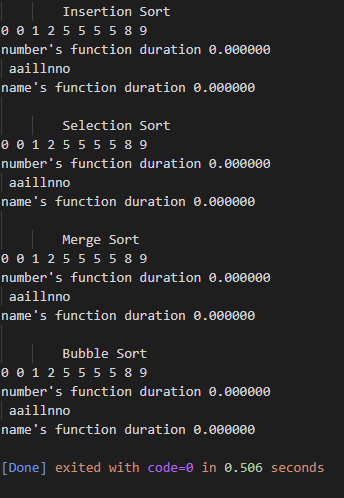 Insertion Sort
0 0 1 2 5 5 5 5 8 9
number's function duration 0.000000
aaillnno
name's function duration 0.000000
Selection Sort
0 0 1 2 5 5 5 5 8 9
number's function duration 0.000000
aaillnno
name's function duration 0.000000
Merge Sort
0 0 1 2 5 5 5 5 8 9
number's function duration 0.000000
aaillnno
name's function duration 0.000000
Bubble Sort
0 0 1 2 5 5 5 5 8 9
number's function duration 0.000000
aaillnno
name's function duration 0.000000
[Done] exited with code=0 in 0.506 seconds